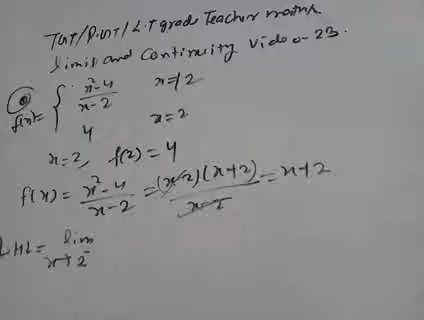 TGT/P.GT/L.T grade Teacher maths
limit and Continuity Video-23.
f(x)= { x²-4 / x-2    x≠2
4    x=2
x=2, f(2)=4
f(x) = x²-4 / x-2 = (x-2)(x+2) / x-2 = x+2
LHL = lim x→2⁻